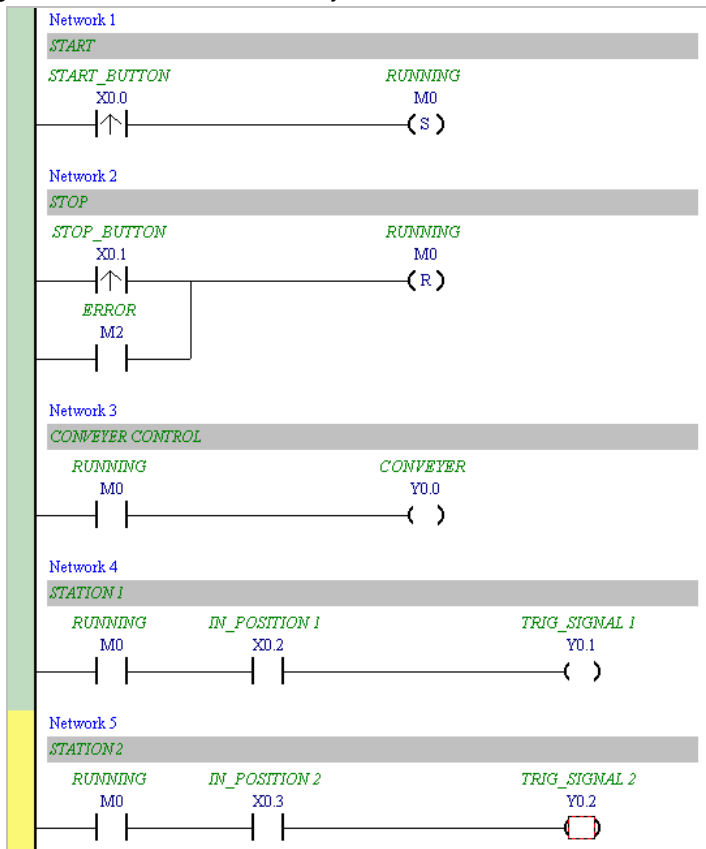 Network 1
START
START_BUTTON RUNNING
X0.0 M0
S
Network 2
STOP
STOP_BUTTON RUNNING
X0.1 M0
R
ERROR
M2
Network 3
CONVEYER CONTROL
RUNNING CONVEYER
M0 Y0.0
Network 4
STATION 1
RUNNING IN_POSITION 1 TRIG_SIGNAL 1
M0 X0.2 Y0.1
Network 5
STATION2
RUNNING IN_POSITION 2 TRIG_SIGNAL 2
M0 X0.3 Y0.2